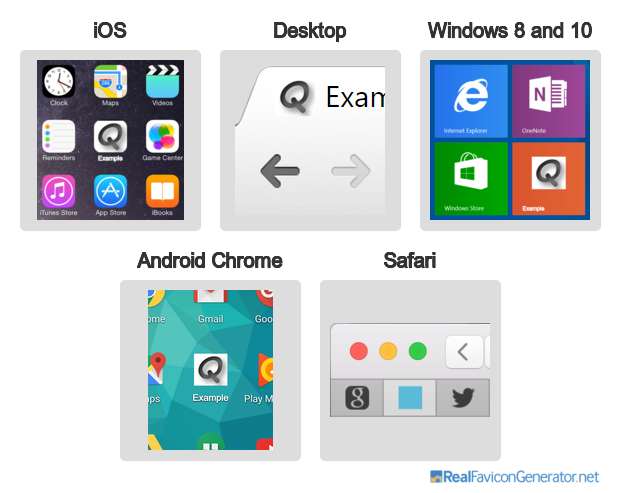 iOS
Desktop
Windows 8 and 10
Clock
Maps
Videos
Reminders
Example
Game Center
iTunes Store
App Store
iBooks
Exam
Internet Explorer
OneNote
Windows Store
Example
Android Chrome
Safari
ome
Gmail
Goo
aps
Example
Play M
RealFaviconGenerator.net